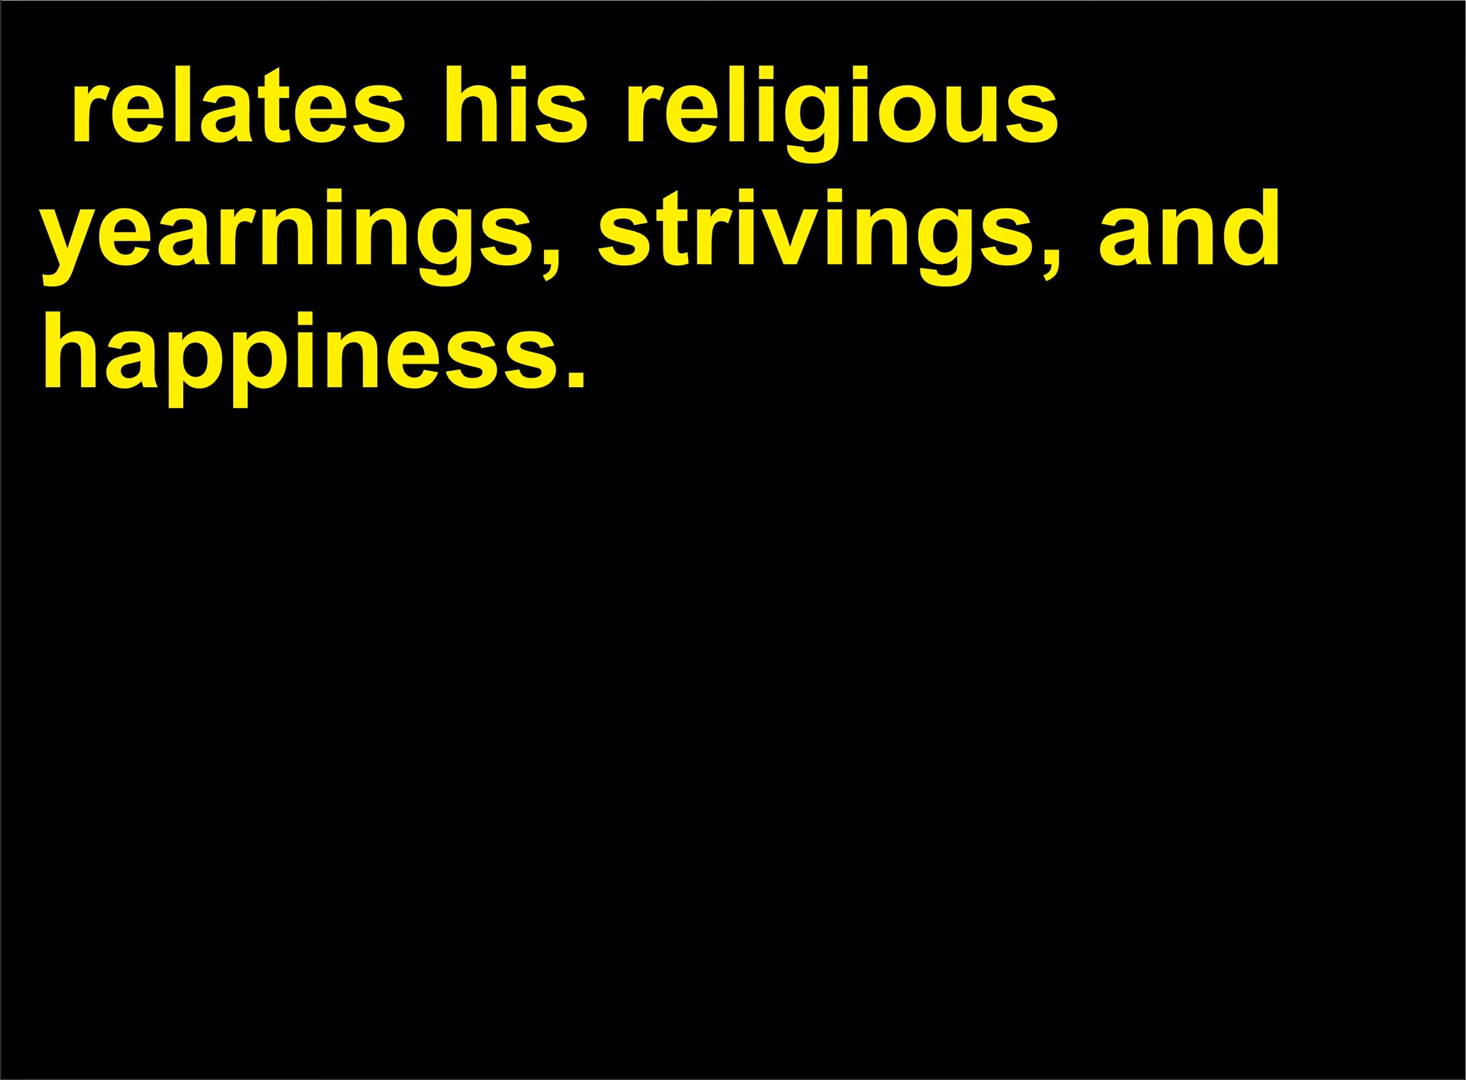 relates his religious
yearnings, strivings, and
happiness.